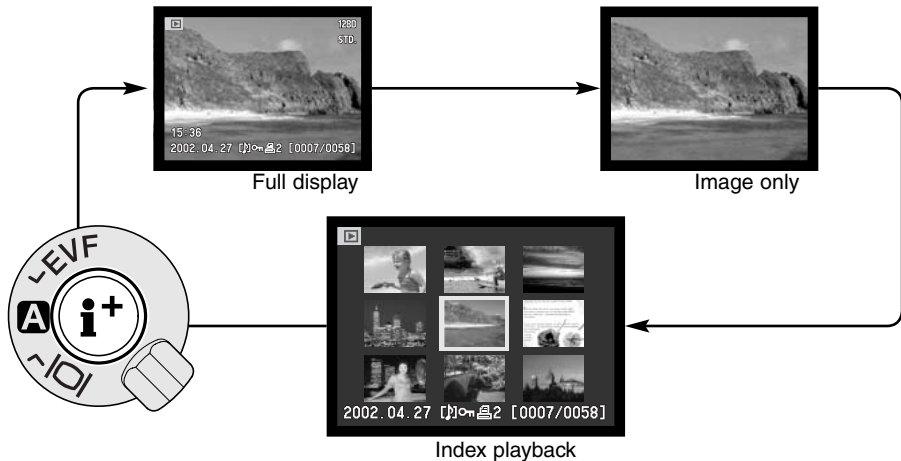 1280
STD.
15:36
2002.04.27 [♪] 2 [0007/0058]
Full display
Image only
EVF
A
i+
2002.04.27 [♪] 2 [0007/0058]
Index playback